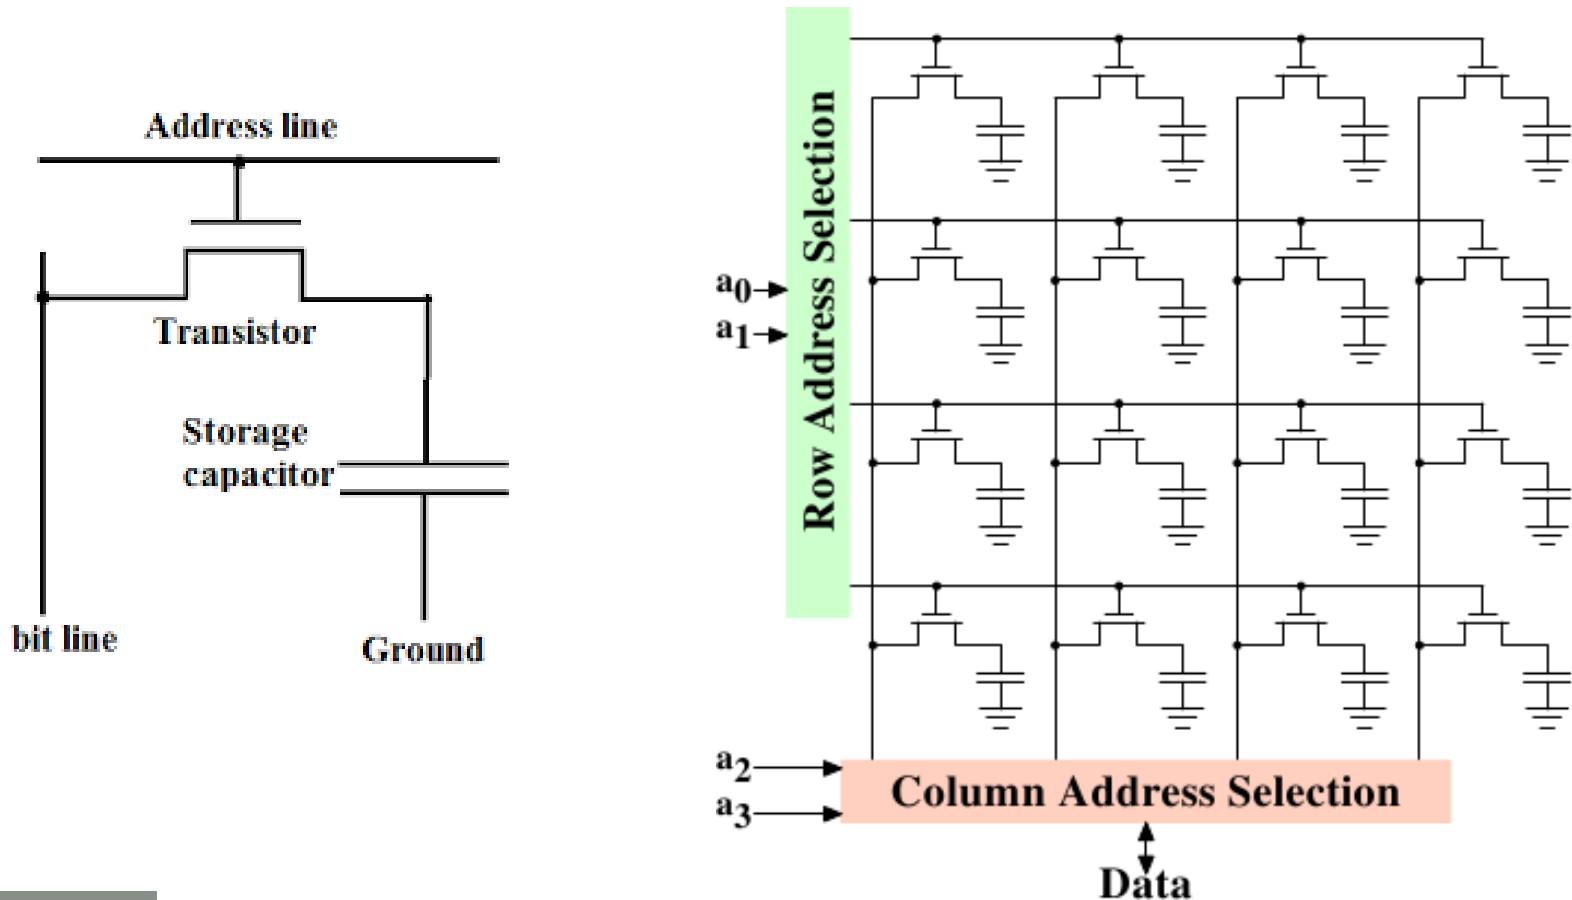 Address line
Transistor
Storage
capacitor
bit line
Ground
Row Address Selection
a0
a1
a2
a3
Column Address Selection
Data